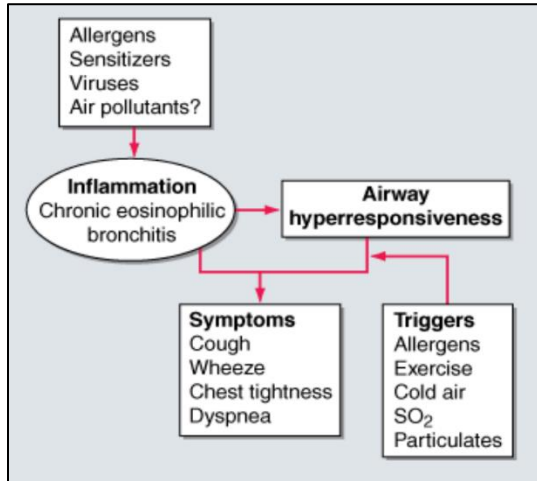 Allergens
Sensitizers
Viruses
Air pollutants?
Inflammation
Chronic eosinophilic
bronchitis
Airway
hyperresponsiveness
Symptoms
Cough
Wheeze
Chest tightness
Dyspnea
Triggers
Allergens
Exercise
Cold air
SO₂
Particulates